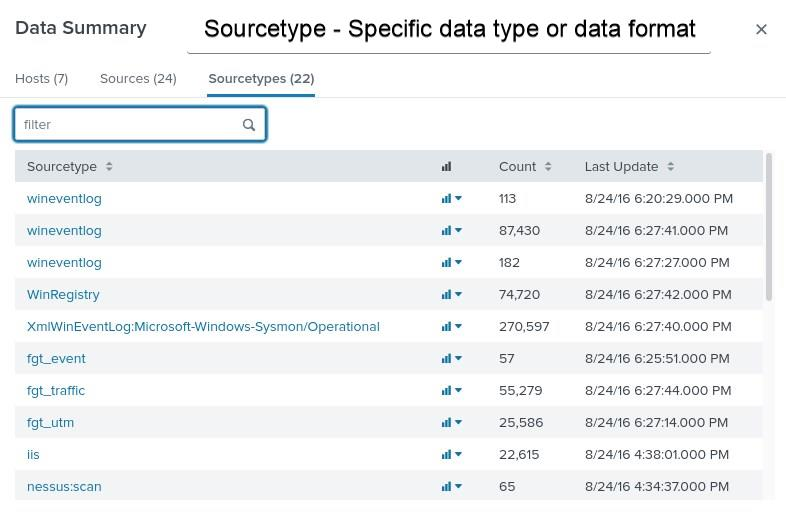 Data Summary
Sourcetype - Specific data type or data format
Hosts (7) Sources (24) Sourcetypes (22)
filter
Sourcetype Count Last Update
wineventlog 113 8/24/16 6:20:29.000 PM
wineventlog 87,430 8/24/16 6:27:41.000 PM
wineventlog 182 8/24/16 6:27:27.000 PM
WinRegistry 74,720 8/24/16 6:27:42.000 PM
XmlWinEventLog:Microsoft-Windows-Sysmon/Operational 270,597 8/24/16 6:27:40.000 PM
fgt_event 57 8/24/16 6:25:51.000 PM
fgt_traffic 55,279 8/24/16 6:27:44.000 PM
fgt_utm 25,586 8/24/16 6:27:14.000 PM
iis 22,615 8/24/16 4:38:01.000 PM
nessus:scan 65 8/24/16 4:34:37.000 PM